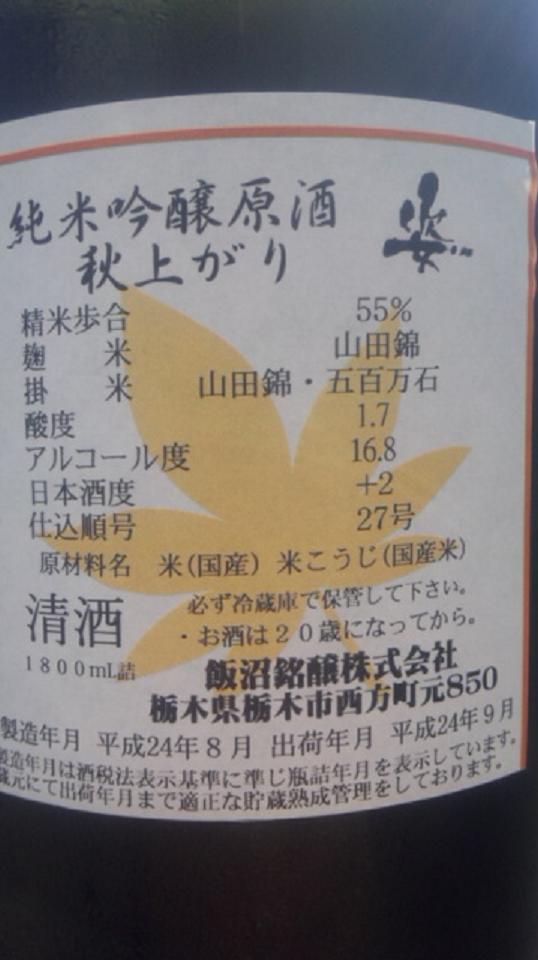 純米吟醸原酒 姿
秋上がり
精米歩合 55%
麹米 山田錦
掛米 山田錦・五百万石
酸度 1.7
アルコール度 16.8
日本酒度 +2
仕込順号 27号
原材料名 米(国産) 米こうじ(国産米)
清酒 必ず冷蔵庫で保管して下さい。
・お酒は20歳になってから。
1800mL詰
飯沼銘醸株式会社
栃木県栃木市西方町元850
製造年月 平成24年8月 出荷年月 平成24年9月
製造年月は酒税法表示基準に準じ瓶詰年月を表示しています。
蔵元にて出荷年月まで適正な貯蔵熟成管理をしております。